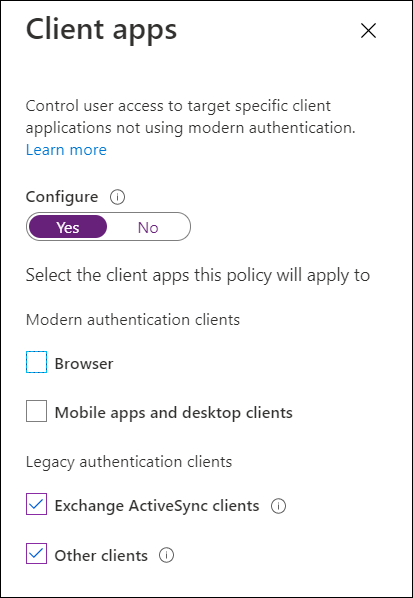 Client apps
Control user access to target specific client
applications not using modern authentication.
Learn more
Configure
Yes No
Select the client apps this policy will apply to
Modern authentication clients
Browser
Mobile apps and desktop clients
Legacy authentication clients
Exchange ActiveSync clients
Other clients